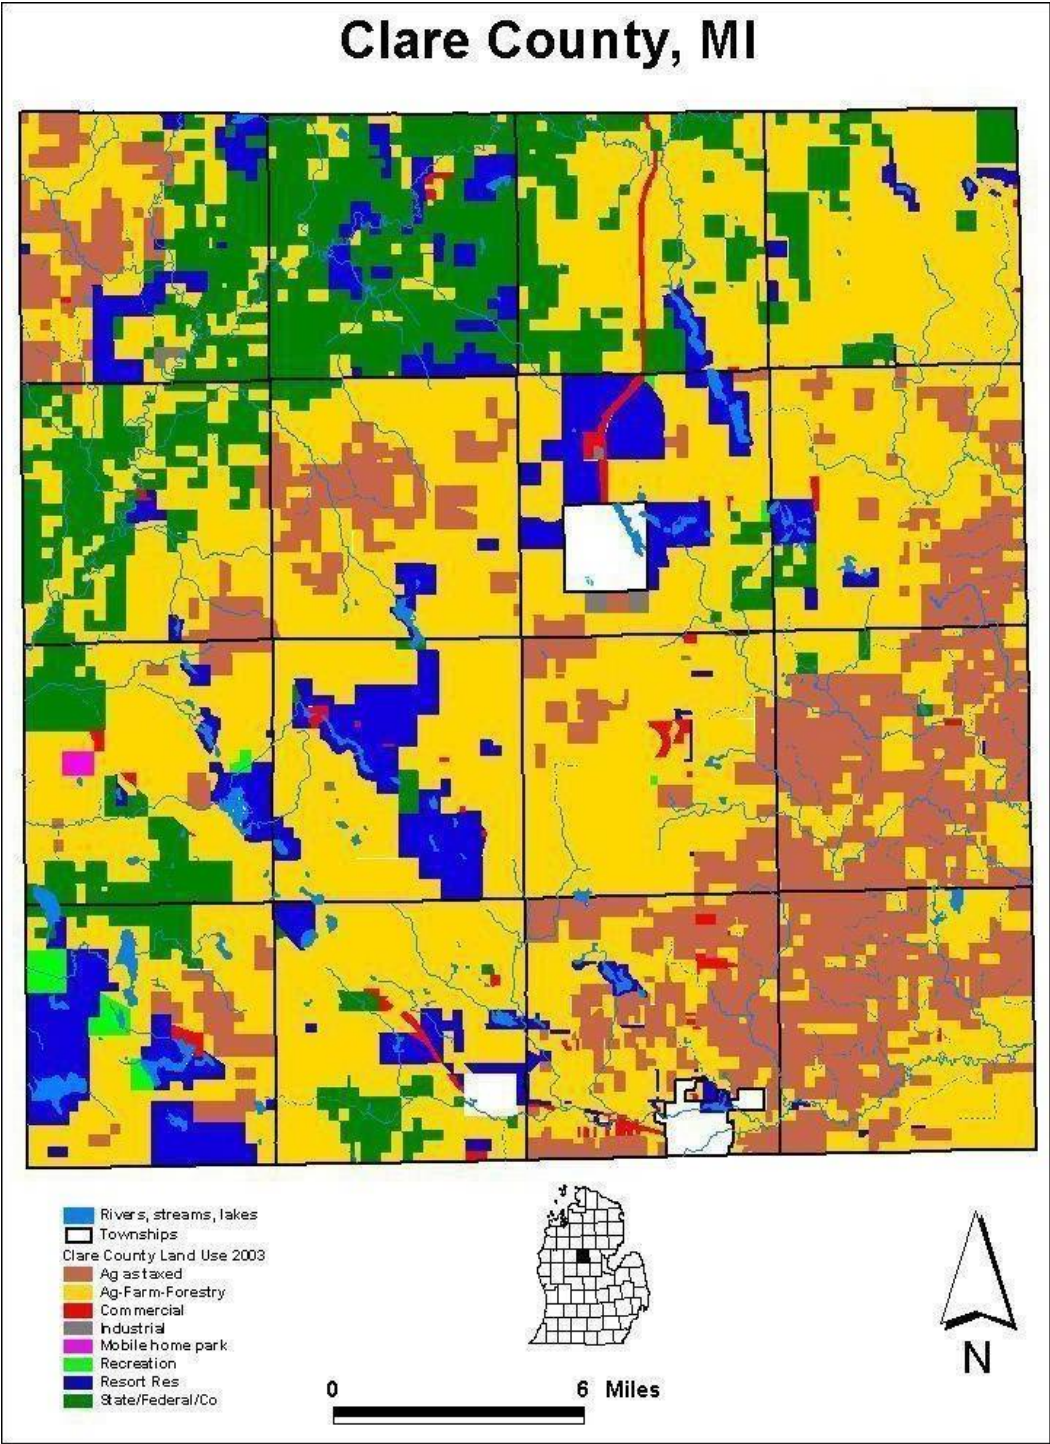 Clare County, MI
Rivers, streams, lakes
Townships
Clare County Land Use 2003
Ag as taxed
Ag-Farm-Forestry
Commercial
Industrial
Mobile home park
Recreation
Resort Res
State/Federal/Co
0 6 Miles
N